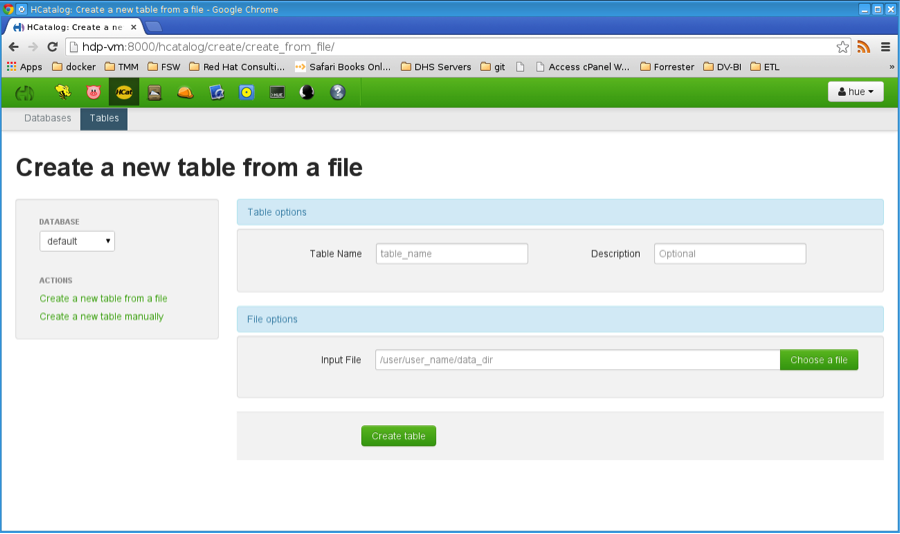 HCatalog: Create a new table from a file - Google Chrome
HCatalog: Create a ne
hdp-vm:8000/hcatalog/create/create_from_file/
Apps docker TMM FSW Red Hat Consulti... Safari Books Onl... DHS Servers git Access cPanel W... Forrester DV-BI ETL »
HCat hue
Databases Tables
Create a new table from a file
DATABASE
default
ACTIONS
Create a new table from a file
Create a new table manually
Table options
Table Name table_name Description Optional
File options
Input File /user/user_name/data_dir Choose a file
Create table